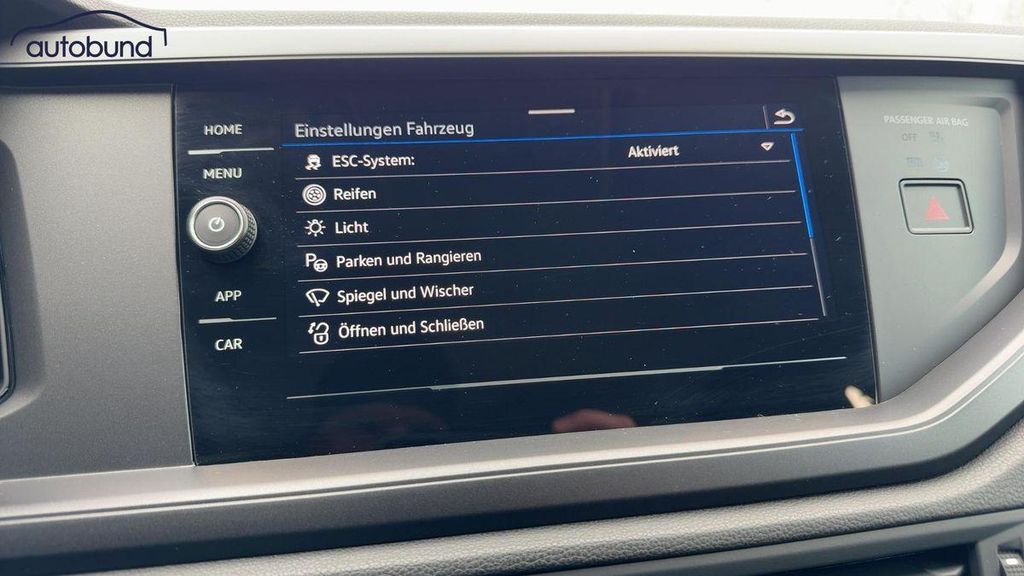 autobund
HOME
MENU
APP
CAR
Einstellungen Fahrzeug
ESC-System: Aktiviert
Reifen
Licht
Parken und Rangieren
Spiegel und Wischer
Öffnen und Schließen
PASSENGER AIR BAG
OFF